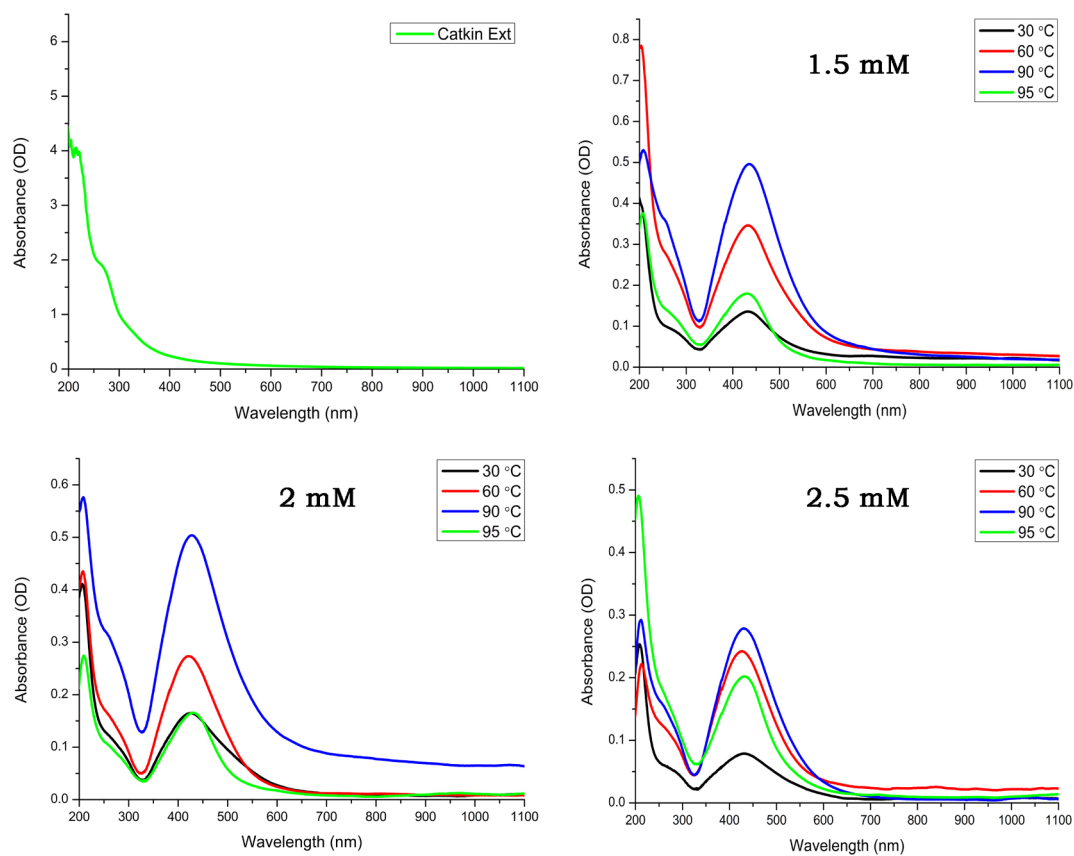 Catkin Ext
6
5
4
3
2
1
0
200 300 400 500 600 700 800 900 1000 1100
Absorbance (OD)
Wavelength (nm)
1.5 mM
30 °C
60 °C
90 °C
95 °C
0.8
0.7
0.6
0.5
0.4
0.3
0.2
0.1
0.0
200 300 400 500 600 700 800 900 1000 1100
Absorbance (OD)
Wavelength (nm)
2 mM
30 °C
60 °C
90 °C
95 °C
0.6
0.5
0.4
0.3
0.2
0.1
0.0
200 300 400 500 600 700 800 900 1000 1100
Absorbance (OD)
Wavelength (nm)
2.5 mM
30 °C
60 °C
90 °C
95 °C
0.5
0.4
0.3
0.2
0.1
0.0
200 300 400 500 600 700 800 900 1000 1100
Absorbance (OD)
Wavelength (nm)